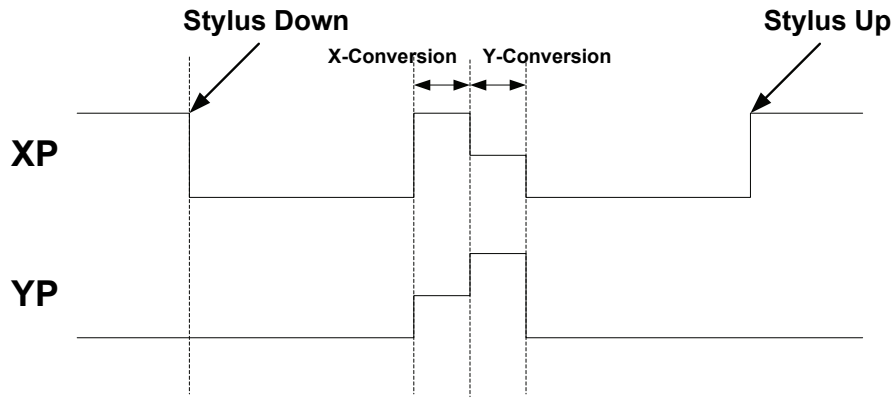 Stylus Down
Stylus Up
X-Conversion
Y-Conversion
XP
YP